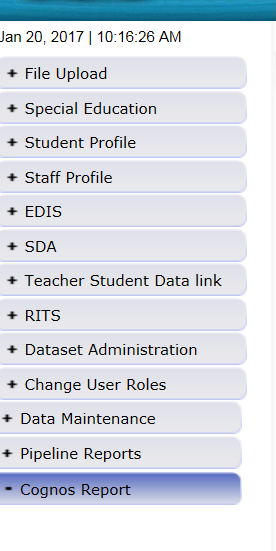 Jan 20, 2017 | 10:16:26 AM
+ File Upload
+ Special Education
+ Student Profile
+ Staff Profile
+ EDIS
+ SDA
+ Teacher Student Data link
+ RITS
+ Dataset Administration
+ Change User Roles
+ Data Maintenance
+ Pipeline Reports
- Cognos Report